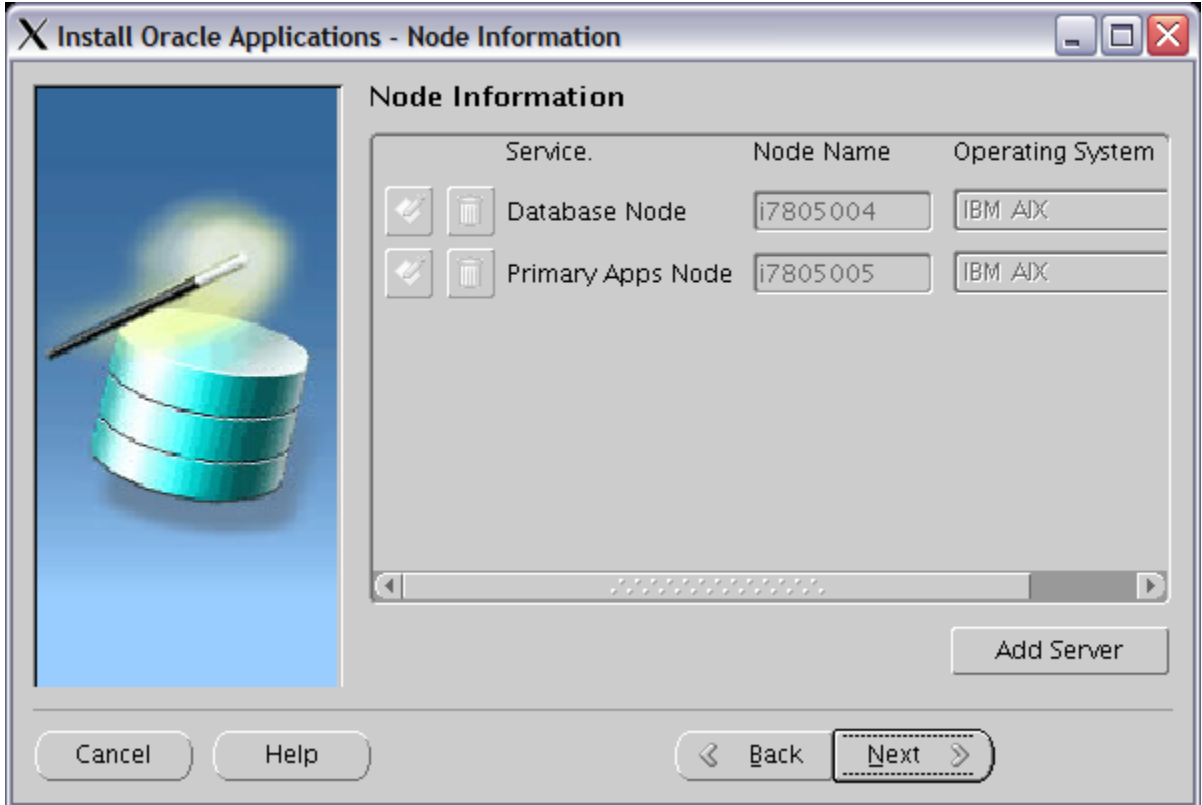 Install Oracle Applications - Node Information
Node Information
Service. Node Name Operating System
Database Node i7805004 IBM AIX
Primary Apps Node i7805005 IBM AIX
Add Server
Cancel Help Back Next